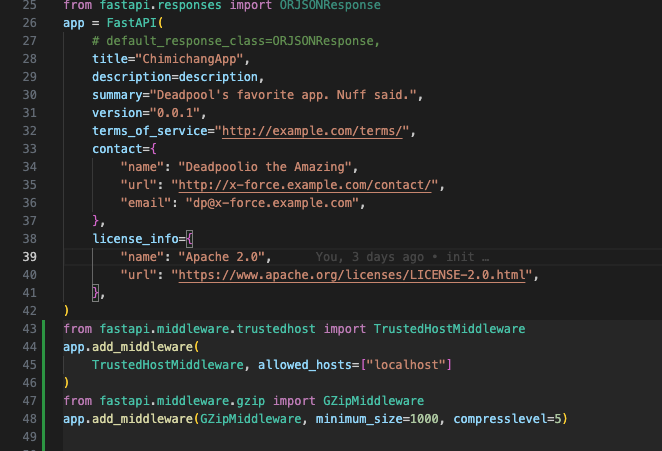 25 from fastapi.responses import ORJSONResponse
26 app = FastAPI(
27     # default_response_class=ORJSONResponse,
28     title="ChimichangApp",
29     description=description,
30     summary="Deadpool's favorite app. Nuff said.",
31     version="0.0.1",
32     terms_of_service="http://example.com/terms/",
33     contact={
34         "name": "Deadpoolio the Amazing",
35         "url": "http://x-force.example.com/contact/",
36         "email": "dp@x-force.example.com",
37     },
38     license_info={
39         "name": "Apache 2.0",     You, 3 days ago • init …
40         "url": "https://www.apache.org/licenses/LICENSE-2.0.html",
41     },
42 )
43 from fastapi.middleware.trustedhost import TrustedHostMiddleware
44 app.add_middleware(
45     TrustedHostMiddleware, allowed_hosts=["localhost"]
46 )
47 from fastapi.middleware.gzip import GZipMiddleware
48 app.add_middleware(GZipMiddleware, minimum_size=1000, compresslevel=5)
49